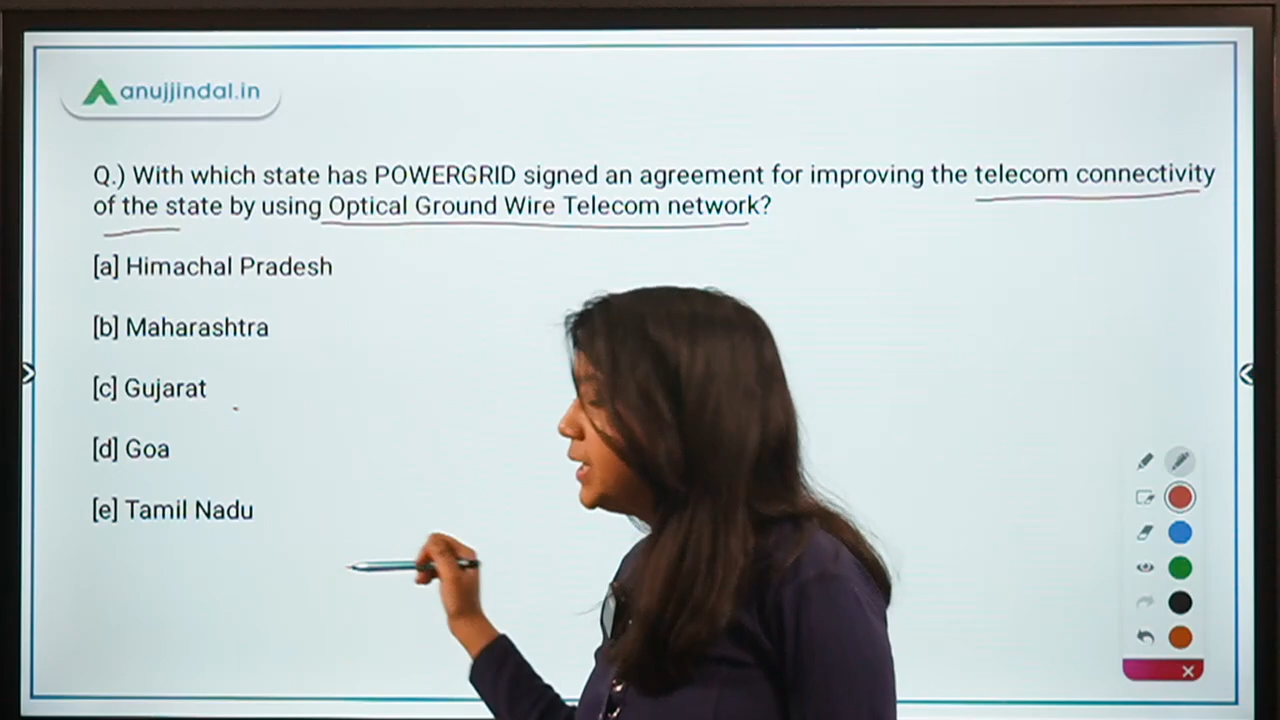 anujjindal.in
Q.) With which state has POWERGRID signed an agreement for improving the telecom connectivity
of the state by using Optical Ground Wire Telecom network?
[a] Himachal Pradesh
[b] Maharashtra
[c] Gujarat
[d] Goa
[e] Tamil Nadu